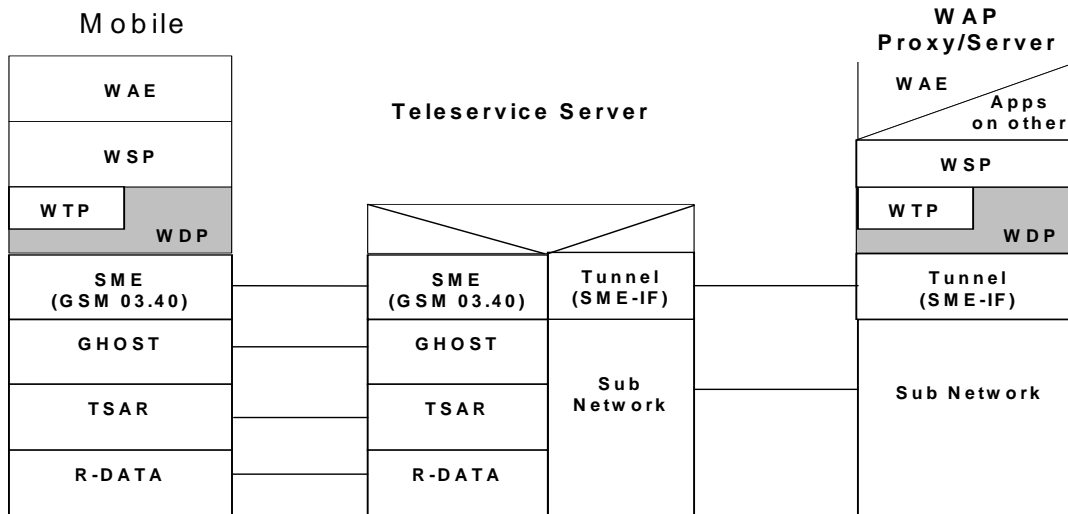 Mobile
WAE
WSP
WTP
WDP
SME
(GSM 03.40)
GHOST
TSAR
R-DATA
Teleservice Server
SME
(GSM 03.40)
GHOST
TSAR
R-DATA
Tunnel
(SME-IF)
Sub
Network
WAP
Proxy/Server
WAE
Apps
on other
WSP
WTP
WDP
Tunnel
(SME-IF)
Sub Network